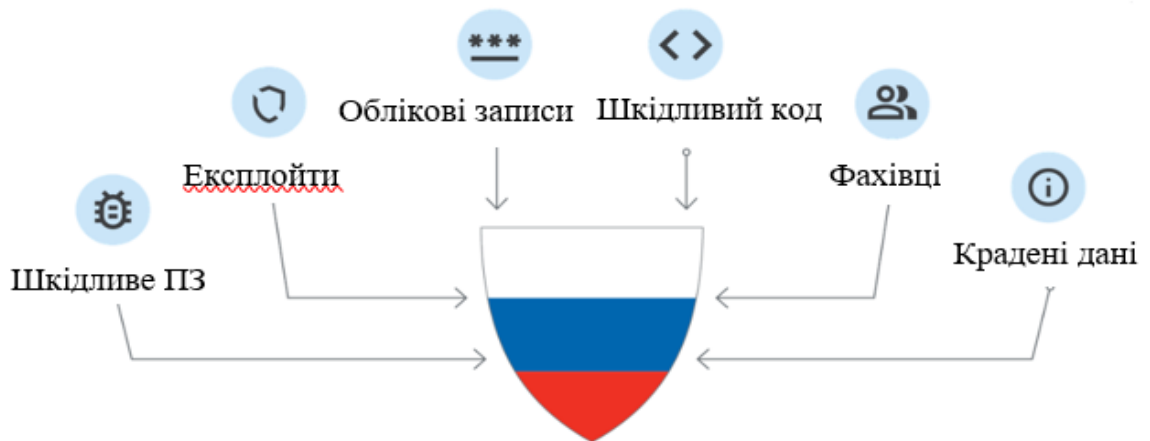 ***
Облікові записи
Шкідливий код
Експлойти
Фахівці
Шкідливе ПЗ
Крадені дані